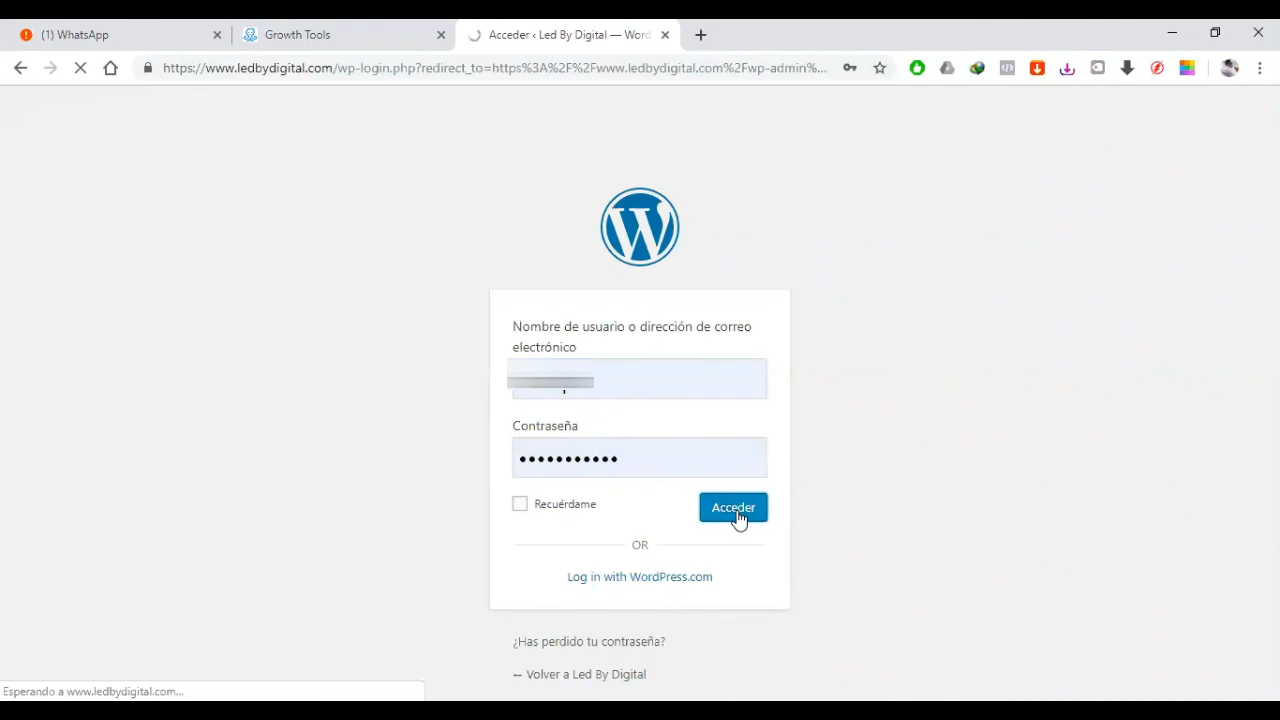 (1) WhatsApp
Growth Tools
Acceder ‹ Led By Digital — Word
https://www.ledbydigital.com/wp-login.php?redirect_to=https%3A%2F%2Fwww.ledbydigital.com%2Fwp-admin%...
Nombre de usuario o dirección de correo
electrónico
Contraseña
•••••••••••
Recuérdame
Acceder
OR
Log in with WordPress.com
¿Has perdido tu contraseña?
← Volver a Led By Digital
Esperando a www.ledbydigital.com...